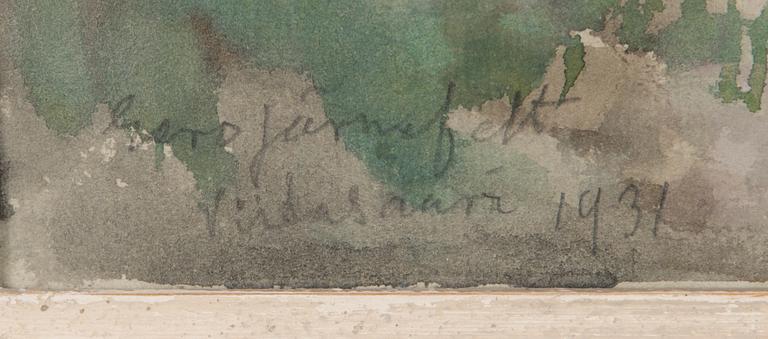 Eero Järnefelt
Viitasaari 1931